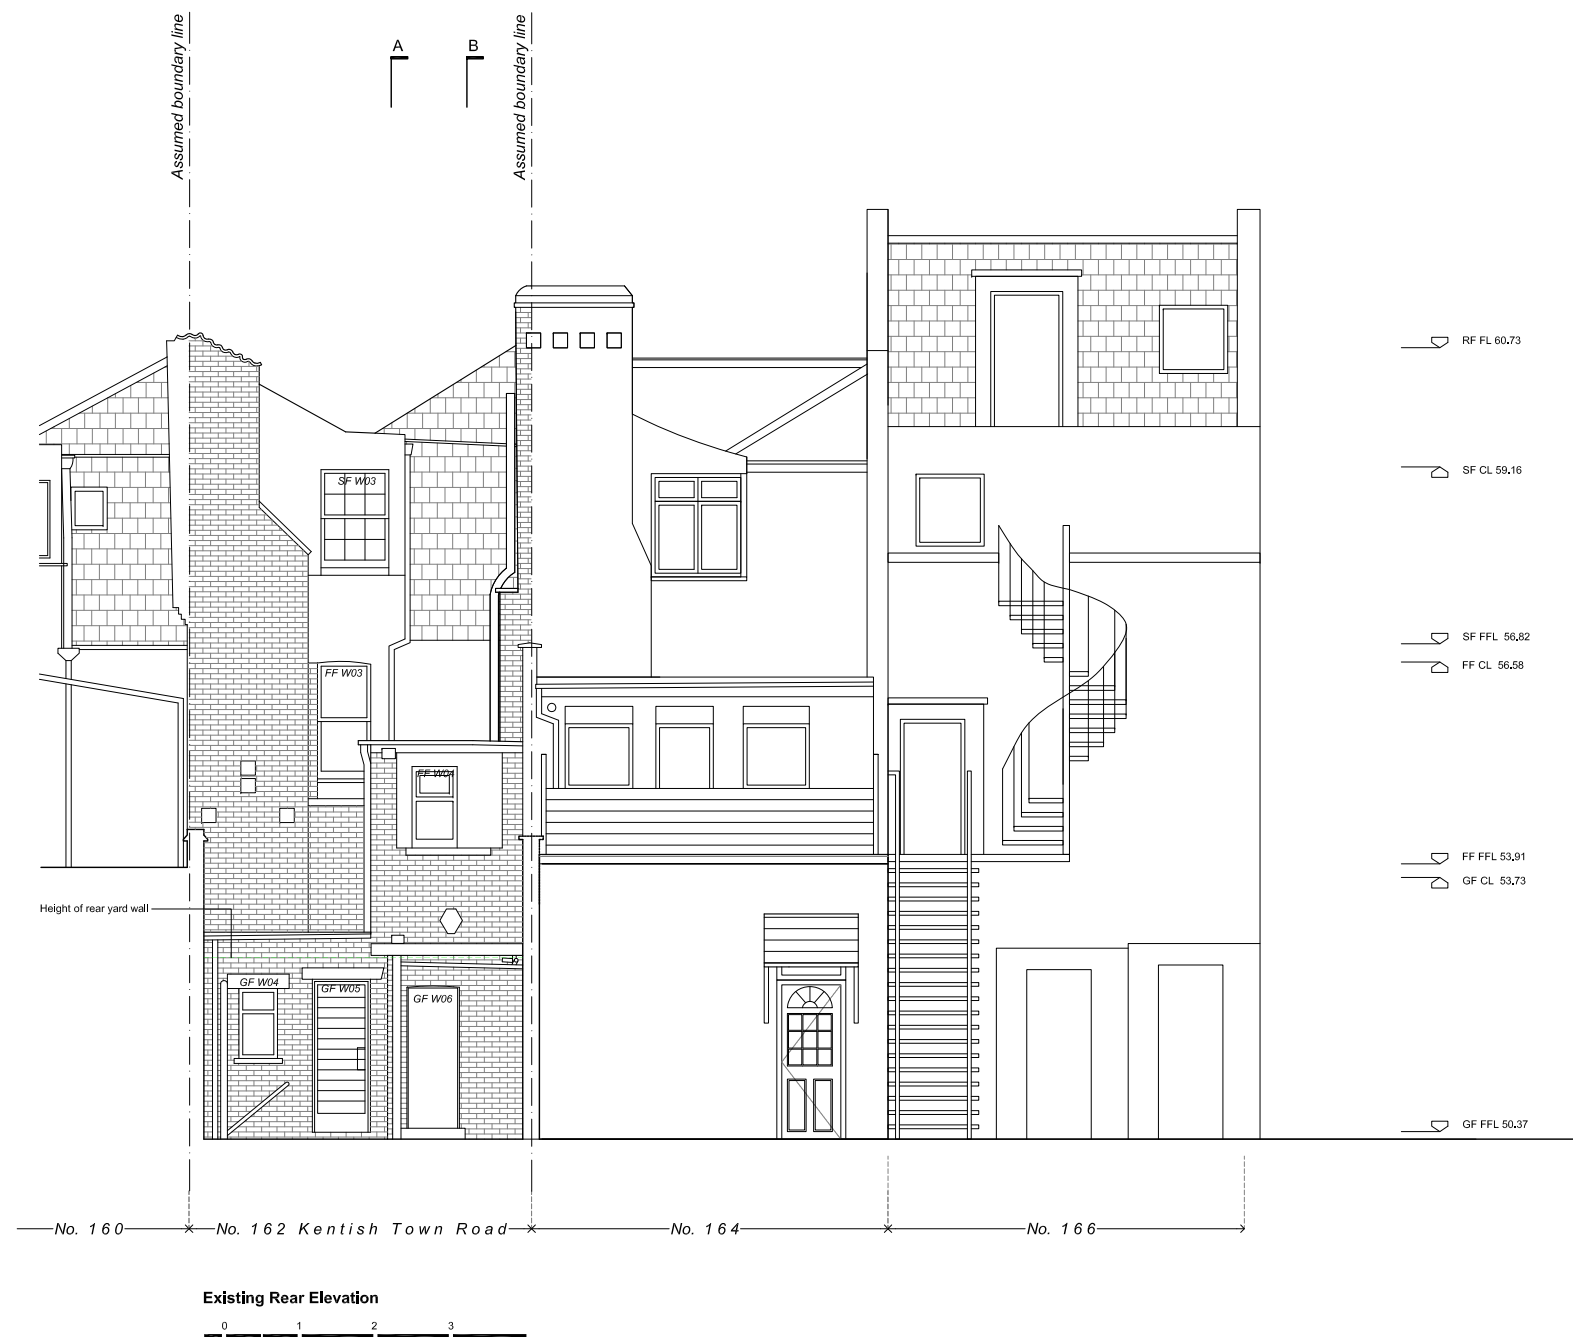 Assumed boundary line
A
B
Assumed boundary line
RF FL 60.73
SF CL 59.16
SF W03
SF FFL 56.82
FF CL 56.58
FF W03
FF W04
FF FFL 53.91
GF CL 53.73
Height of rear yard wall
GF W04
GF W05
GF W06
GF FFL 50.37
No. 160
No. 162 Kentish Town Road
No. 164
No. 166
Existing Rear Elevation
0 1 2 3